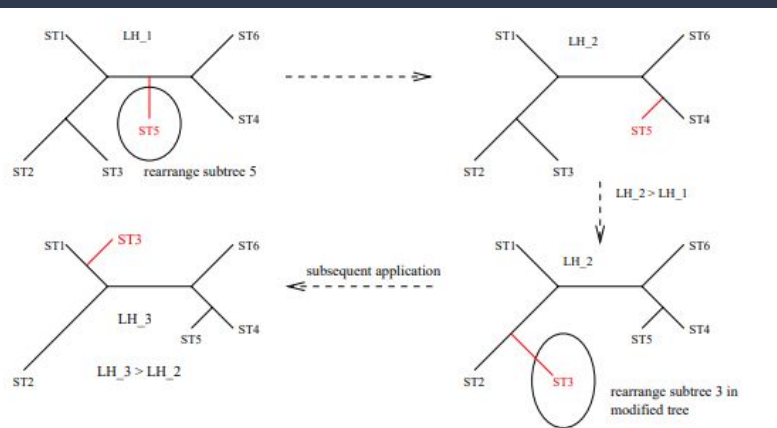 ST1
LH_1
ST6
ST5
ST4
ST2
ST3
rearrange subtree 5
ST1
LH_2
ST6
ST5
ST4
ST2
ST3
LH_2 > LH_1
ST1
ST3
ST6
LH_3
ST5
ST4
ST2
LH_3 > LH_2
subsequent application
ST1
LH_2
ST6
ST5
ST4
ST2
ST3
rearrange subtree 3 in
modified tree